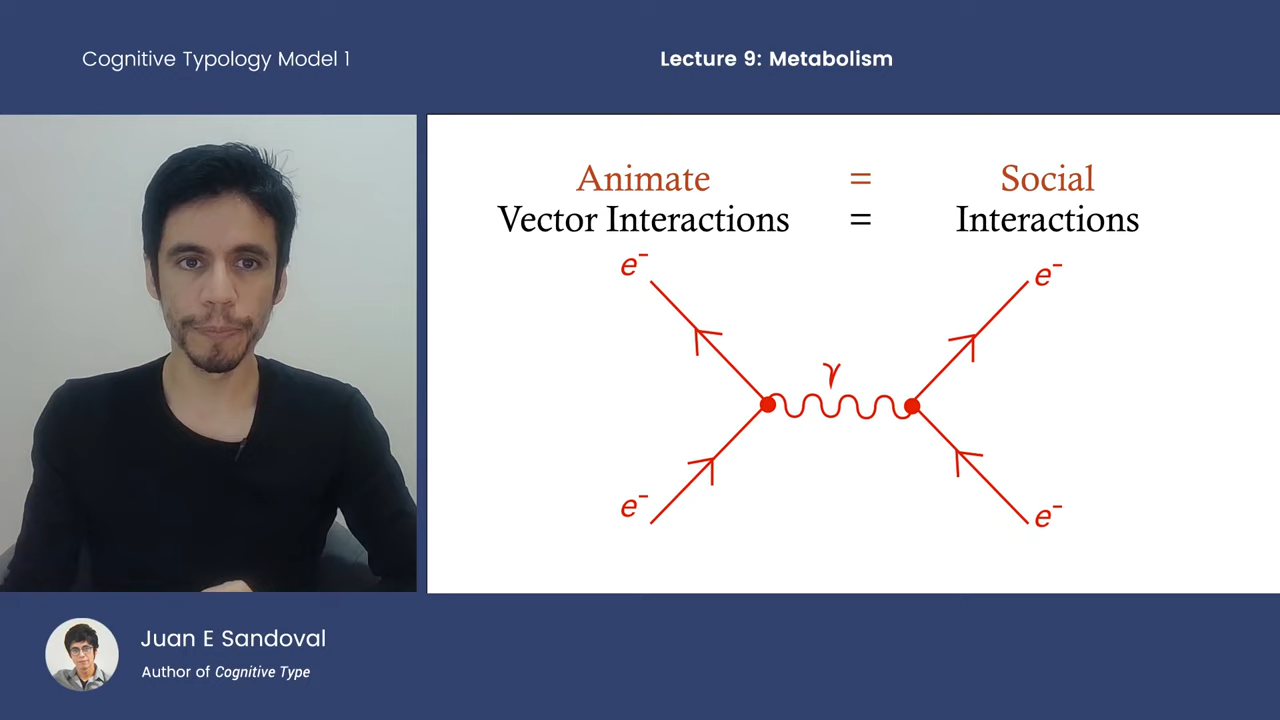 Cognitive Typology Model 1
Lecture 9: Metabolism
Animate = Social
Vector Interactions = Interactions
e⁻ e⁻
γ
e⁻ e⁻
Juan E Sandoval
Author of Cognitive Type